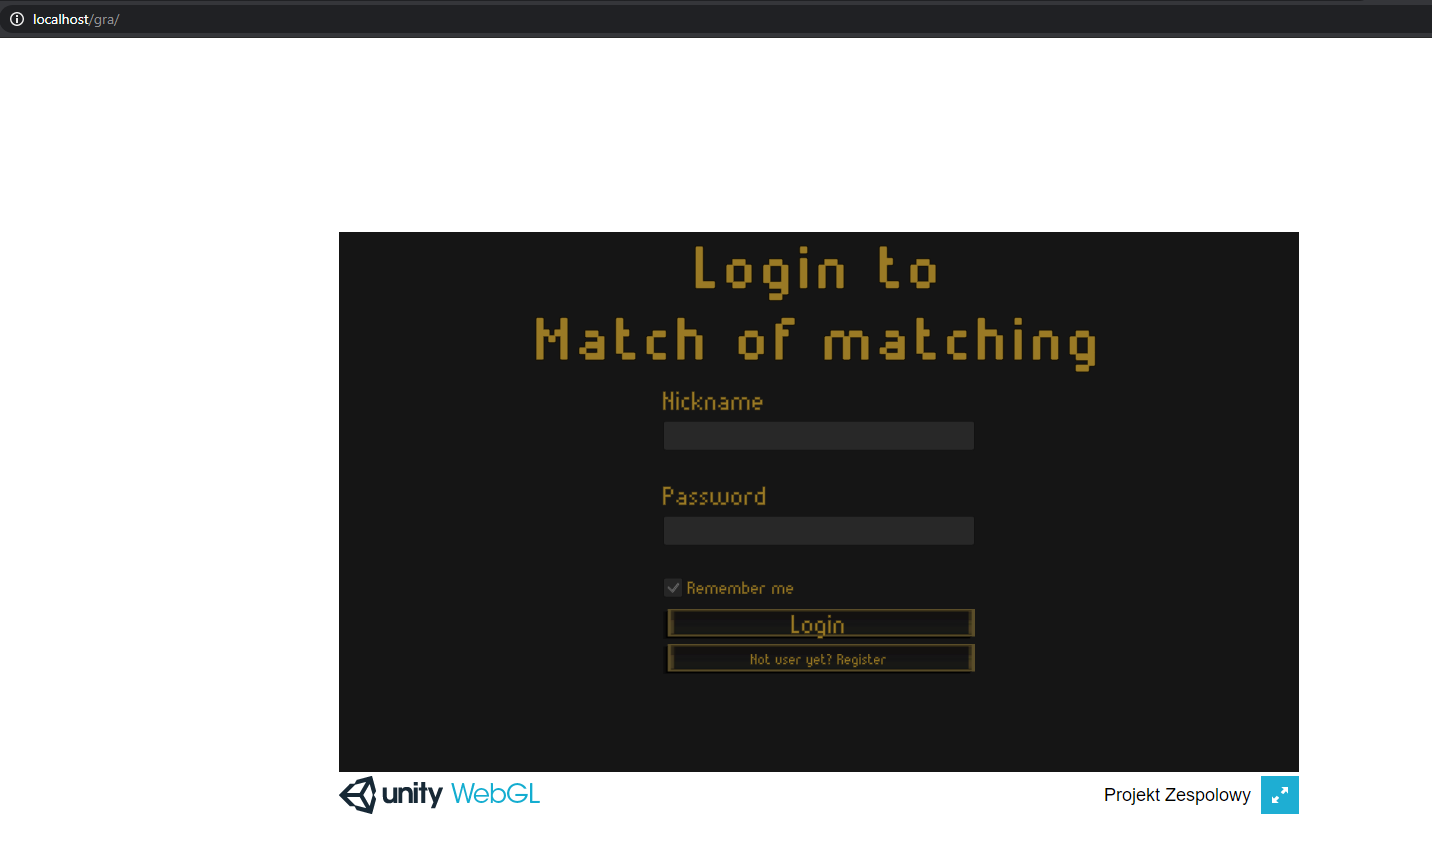 localhost/gra/
Login to
Match of matching
Nickname
Password
Remember me
Login
Not user yet? Register
unity WebGL
Projekt Zespolowy